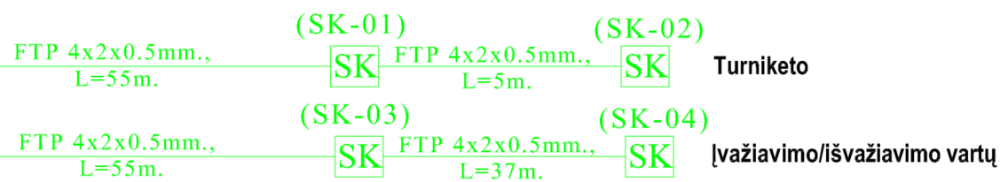 (SK-01) (SK-02)
FTP 4x2x0.5mm., SK FTP 4x2x0.5mm., SK Turniketo
L=55m. L=5m.
(SK-03) (SK-04)
FTP 4x2x0.5mm., SK FTP 4x2x0.5mm., SK Įvažiavimo/išvažiavimo vartų
L=55m. L=37m.